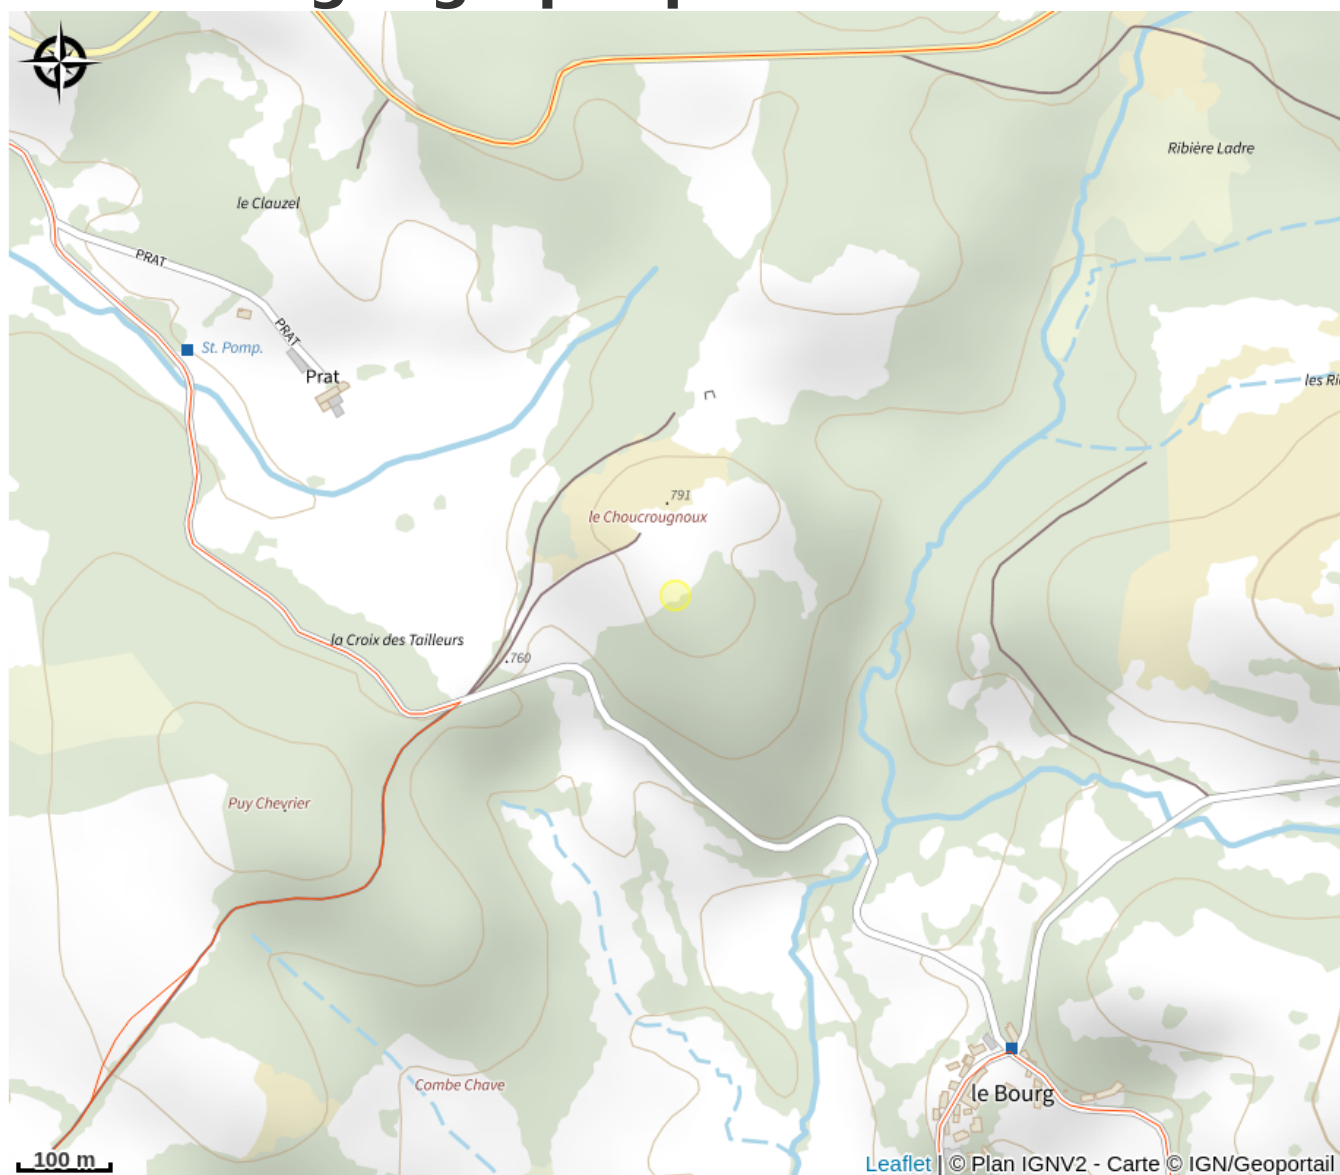 Ribière Ladre
le Clauzel
PRAT
PRAT
St. Pomp.
Prat
les Ri
791
le Choucrougnoux
la Croix des Tailleurs
760
Puy Chevrier
Combe Chave
le Bourg
100 m
Leaflet | © Plan IGNV2 - Carte © IGN/Geoportail